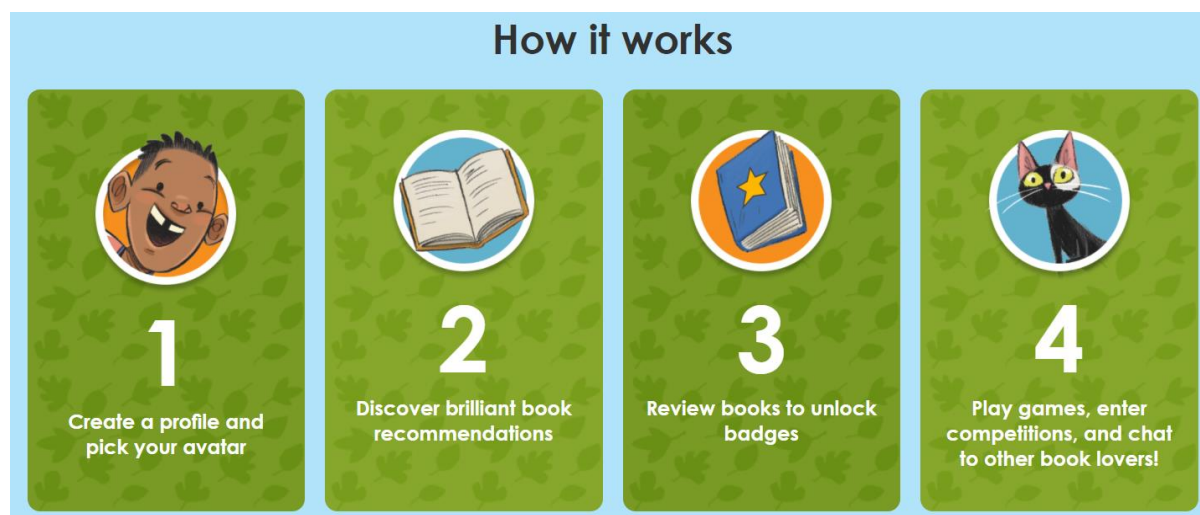 How it works
1
Create a profile and
pick your avatar
2
Discover brilliant book
recommendations
3
Review books to unlock
badges
4
Play games, enter
competitions, and chat
to other book lovers!